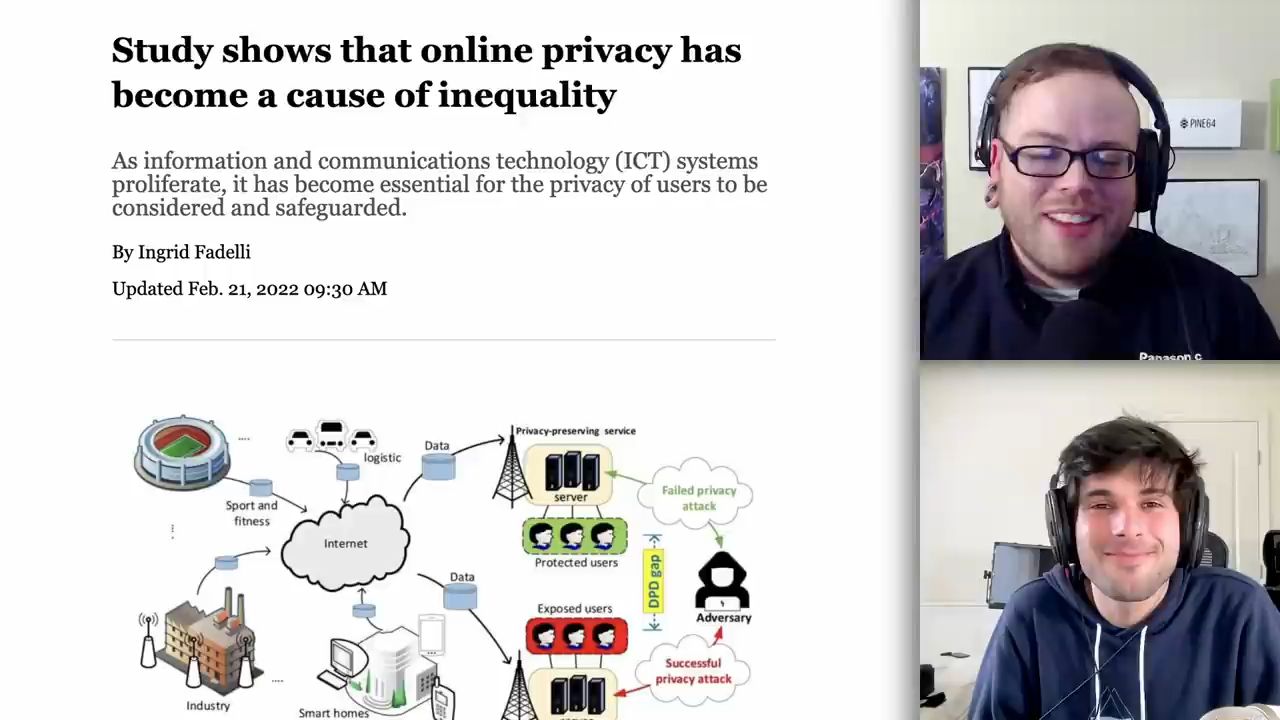 Study shows that online privacy has
become a cause of inequality
As information and communications technology (ICT) systems
proliferate, it has become essential for the privacy of users to be
considered and safeguarded.
By Ingrid Fadelli
Updated Feb. 21, 2022 09:30 AM
....
logistic
Data
Privacy-preserving service
server
Failed privacy
attack
Sport and
fitness
Internet
Protected users
DPD gap
Data
Exposed users
Adversary
Successful
privacy attack
....
Industry
Smart homes
PINE64
Panasonic